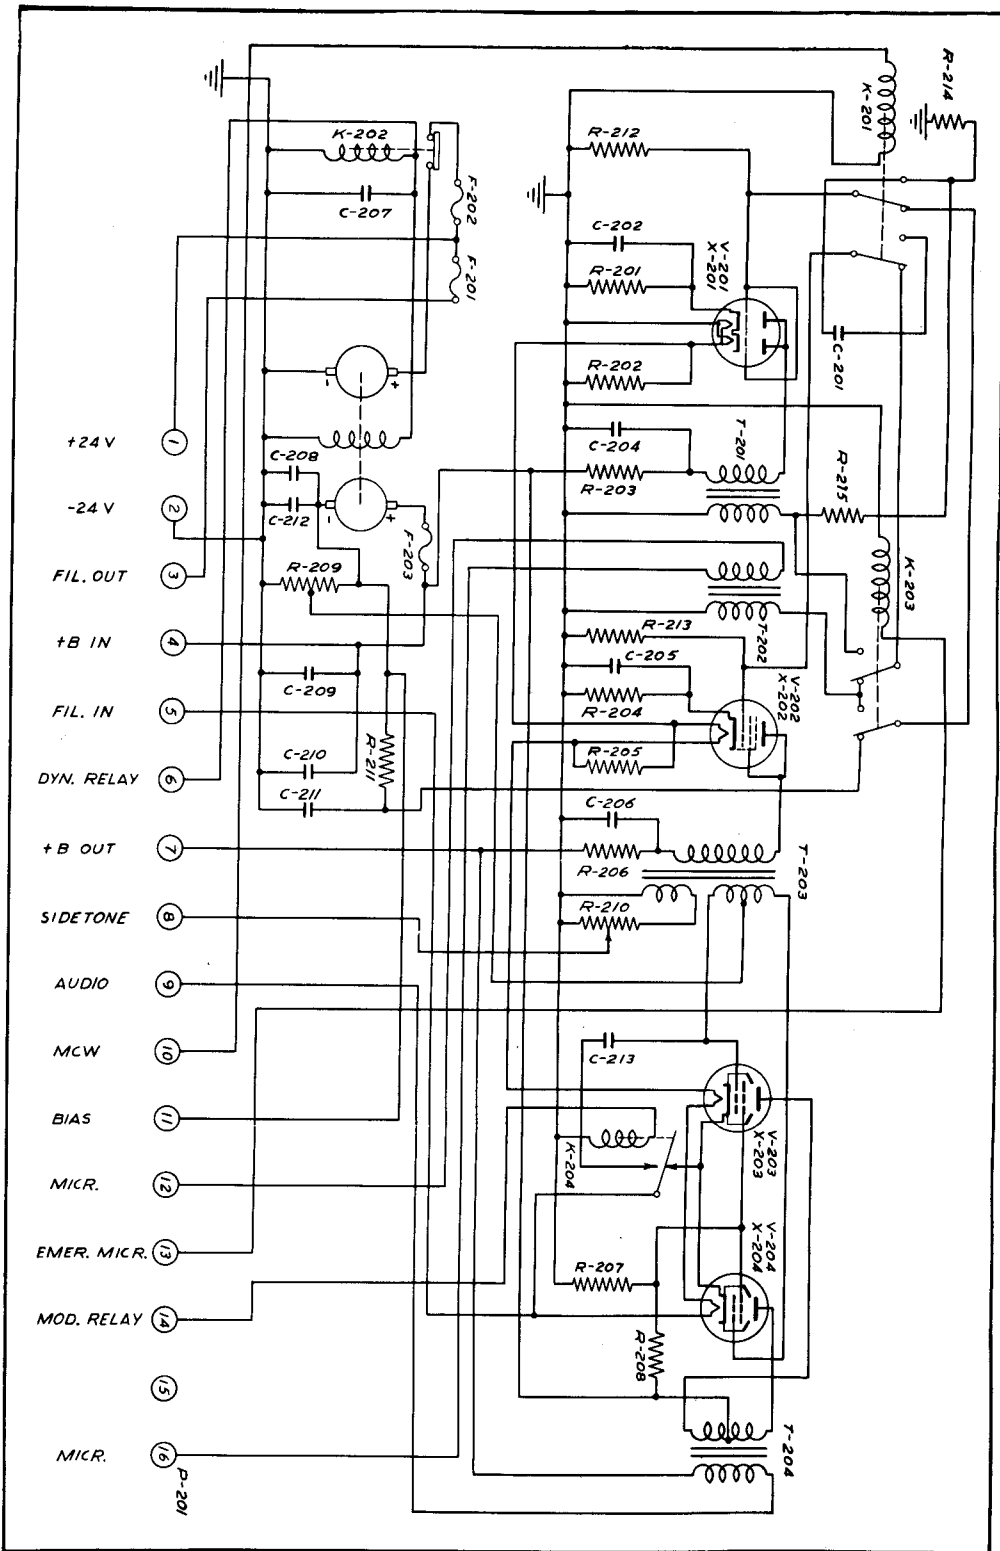 R-214
K-201
R-212
K-202
C-207
F-202
F-201
C-202
R-201
V-201
X-201
C-201
R-202
C-204
R-203
T-201
R-215
C-208
C-212
F-203
R-209
K-203
T-202
R-213
C-205
R-204
V-202
X-202
R-205
C-209
C-210
C-211
R-211
C-206
R-206
T-203
R-210
C-213
V-203
X-203
K-204
V-204
X-204
R-207
R-208
T-204
- +
- +
+24 V 1
-24 V 2
FIL. OUT 3
+B IN 4
FIL. IN 5
DYN. RELAY 6
+B OUT 7
SIDETONE 8
AUDIO 9
MCW 10
BIAS 11
MICR. 12
EMER. MICR. 13
MOD. RELAY 14
15
MICR. 16
P-201